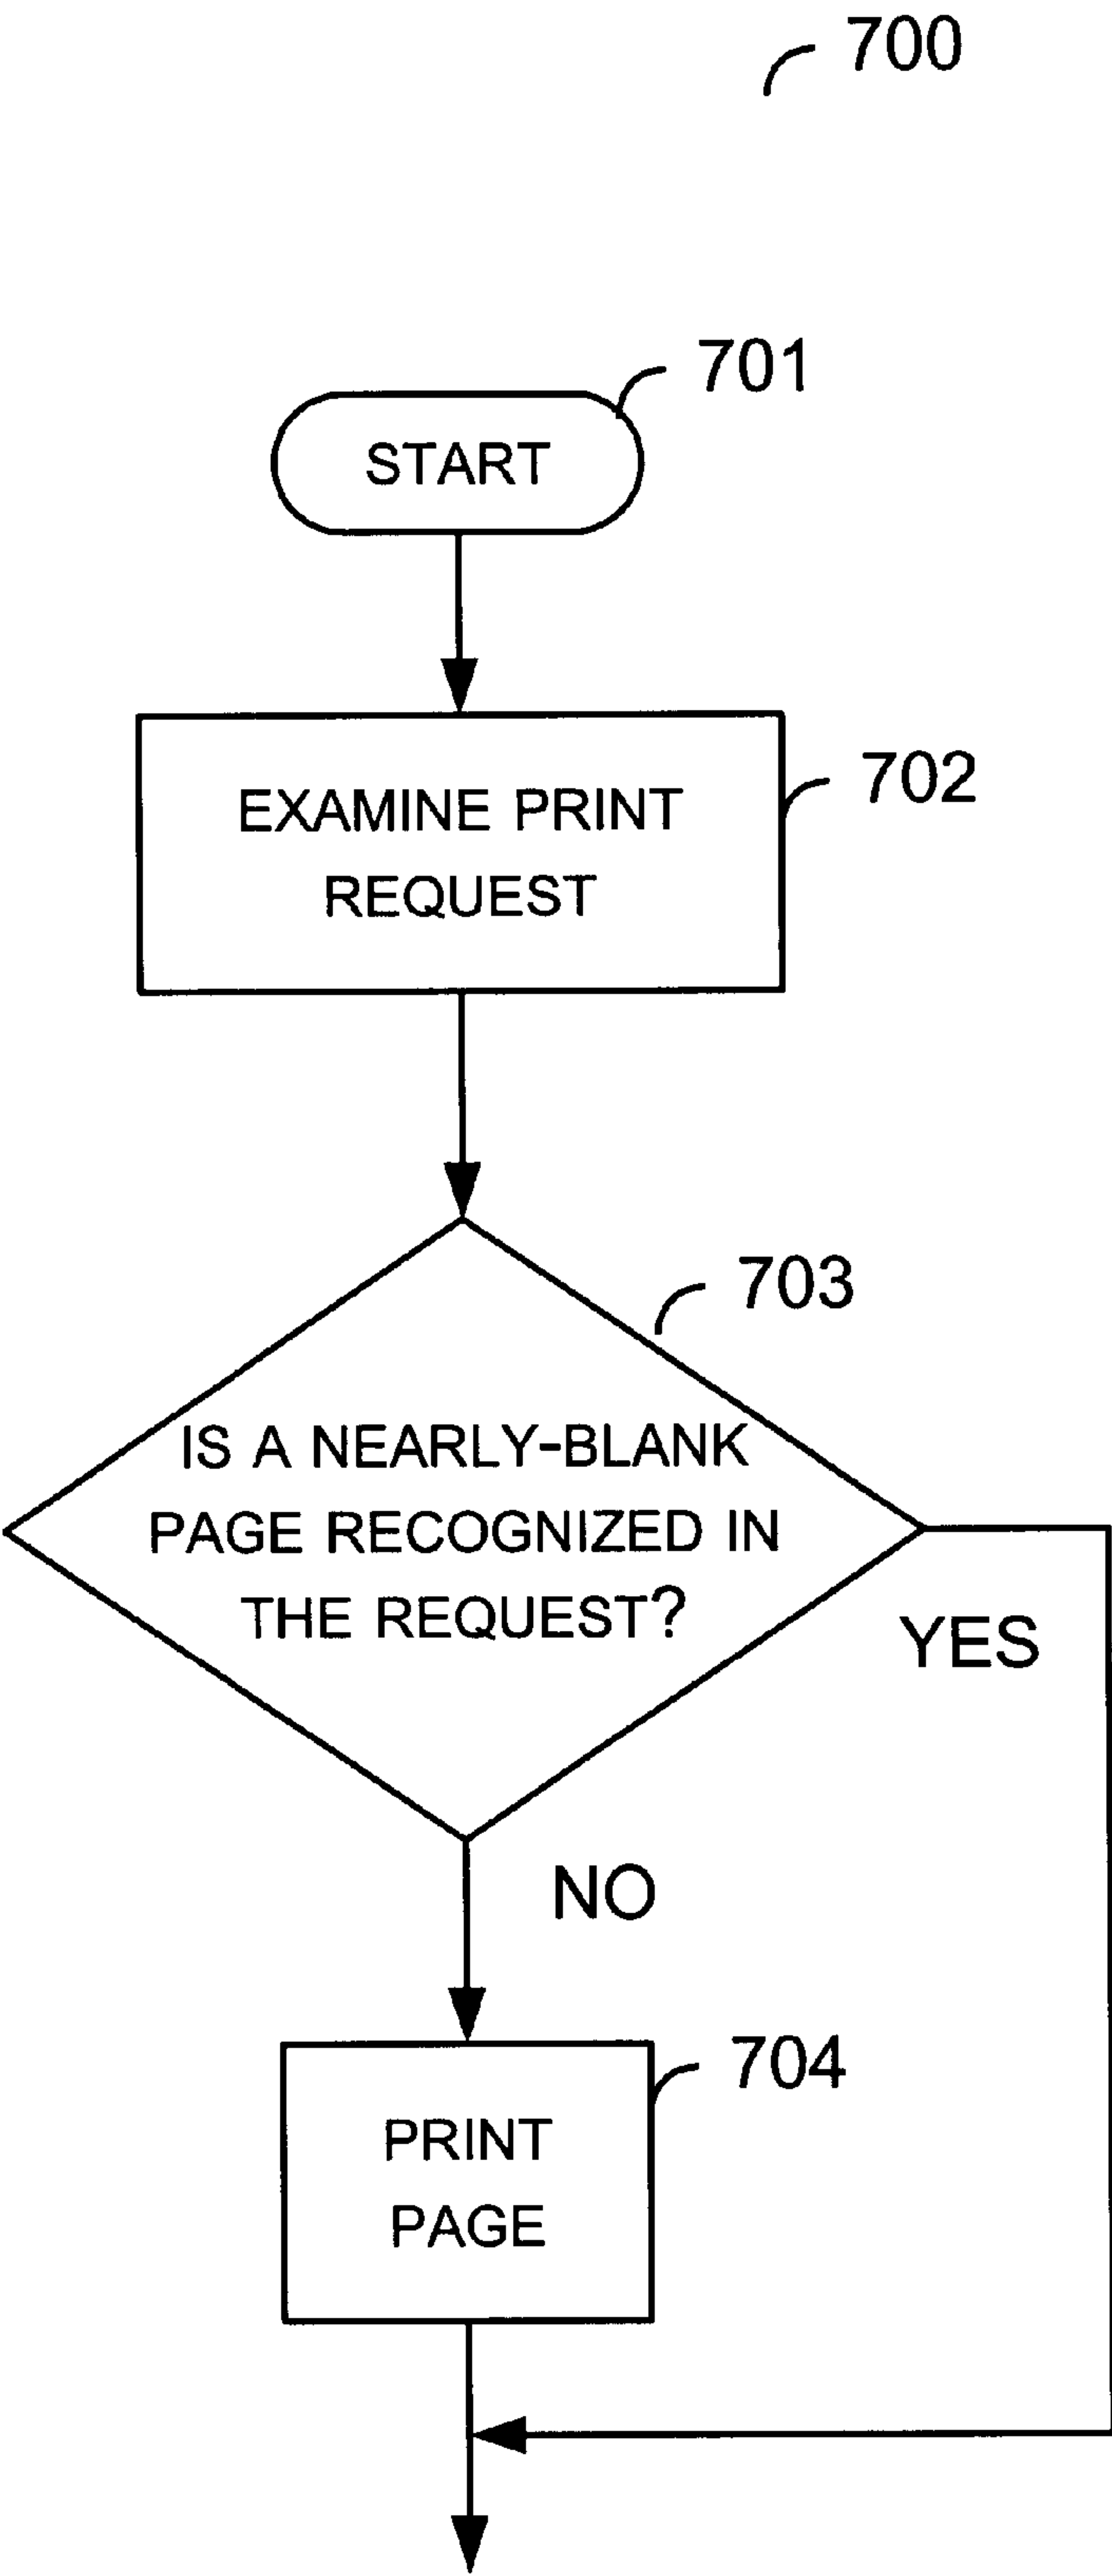 700
701
START
702
EXAMINE PRINT
REQUEST
703
IS A NEARLY-BLANK
PAGE RECOGNIZED IN
THE REQUEST?
YES
NO
704
PRINT
PAGE